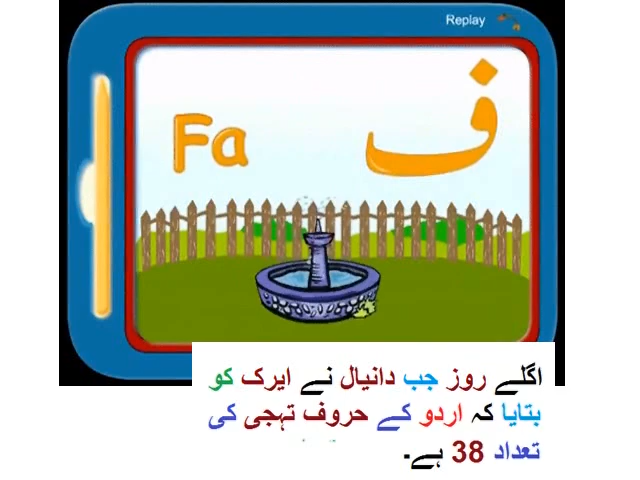 Replay
Fa ف
اگلے روز جب دانیال نے ایرک کو
بتایا کہ اردو کے حروف تہجی کی
تعداد 38 ہے۔